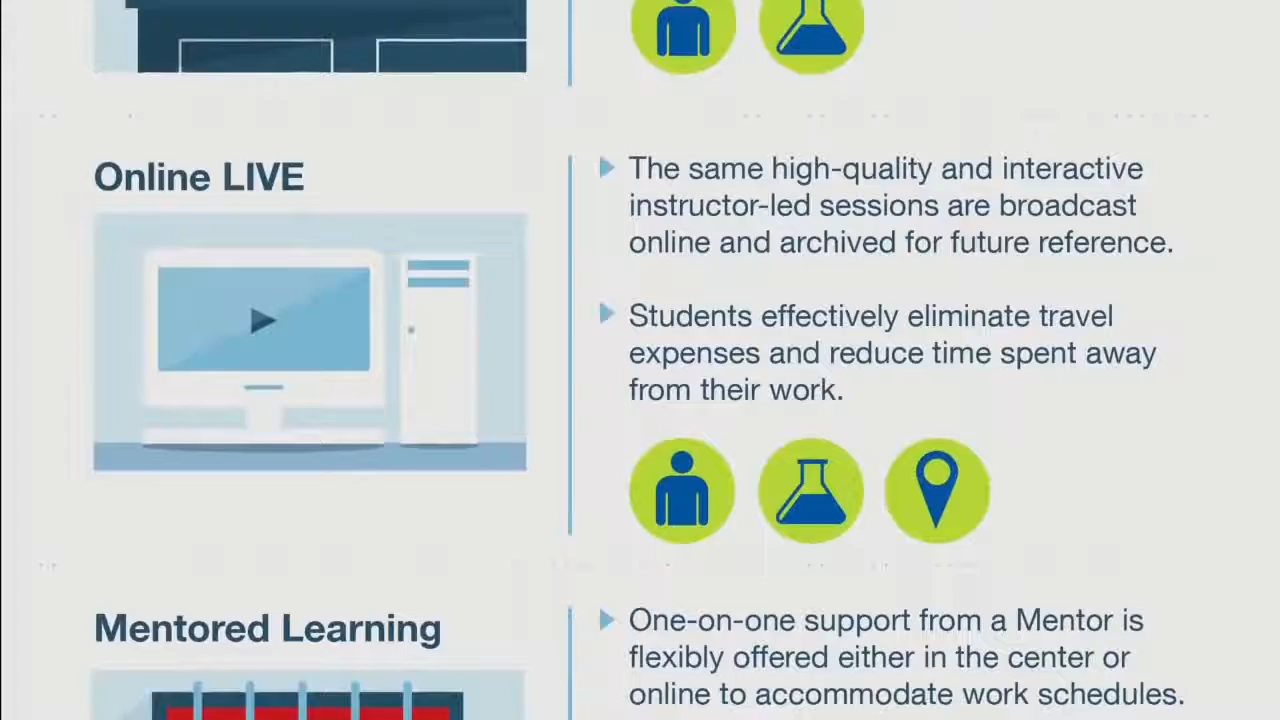 Online LIVE
The same high-quality and interactive
instructor-led sessions are broadcast
online and archived for future reference.
Students effectively eliminate travel
expenses and reduce time spent away
from their work.
Mentored Learning
One-on-one support from a Mentor is
flexibly offered either in the center or
online to accommodate work schedules.